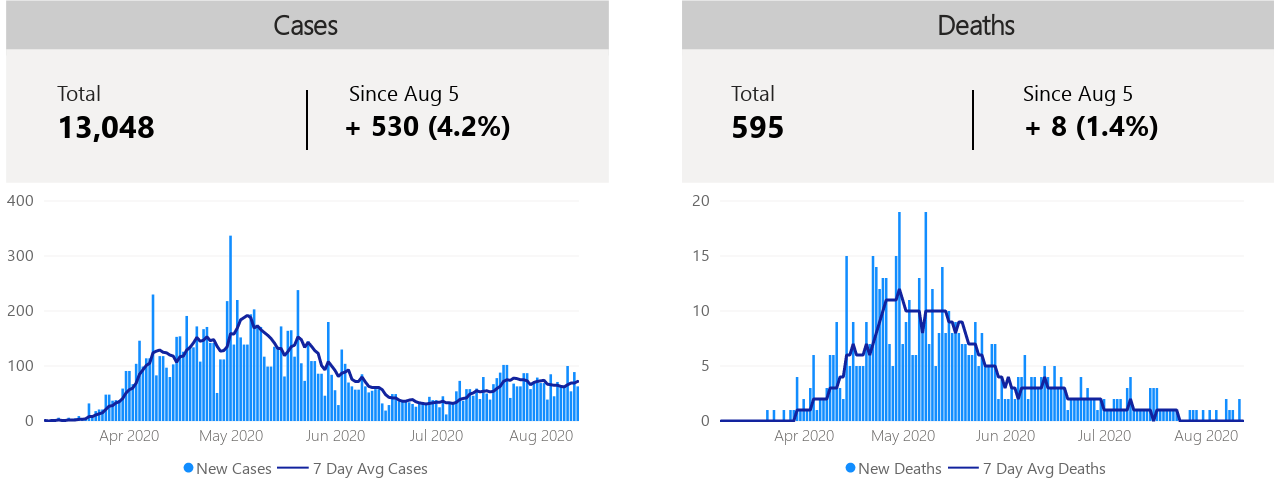 Cases
Total
Since Aug 5
13,048
+ 530 (4.2%)
400
300
200
100
0
Apr 2020 May 2020 Jun 2020 Jul 2020 Aug 2020
New Cases 7 Day Avg Cases
Deaths
Total
Since Aug 5
595
+ 8 (1.4%)
20
15
10
5
0
Apr 2020 May 2020 Jun 2020 Jul 2020 Aug 2020
New Deaths 7 Day Avg Deaths